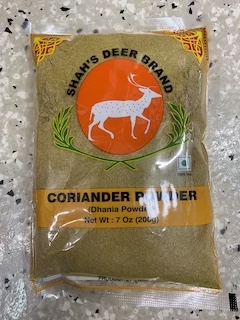 SHAH'S DEER BRAND
CORIANDER POWDER
(Dhania Powder)
Net Wt : 7 Oz (200g)